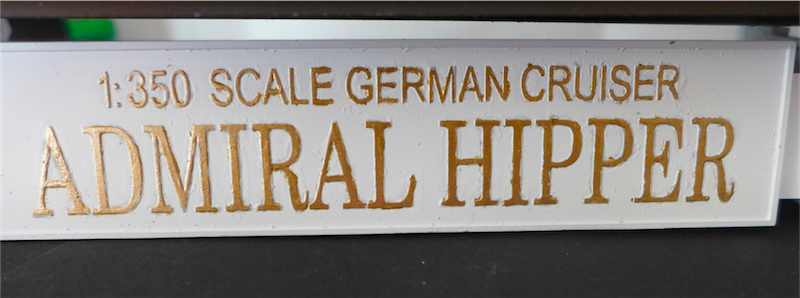 1:350 SCALE GERMAN CRUISER
ADMIRAL HIPPER